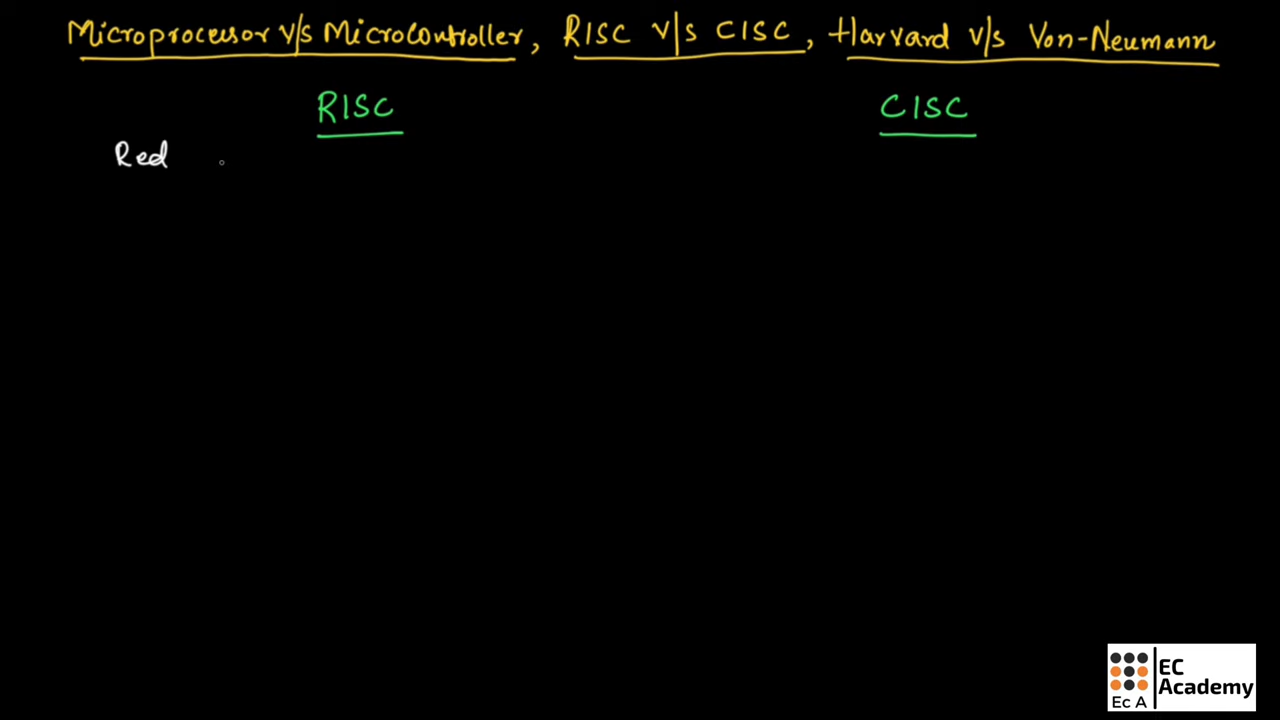 Microprocessor v/s Microcontroller, RISC v/s CISC, Harvard v/s Von-Neumann
RISC CISC
Red
EC
Academy
Ec A